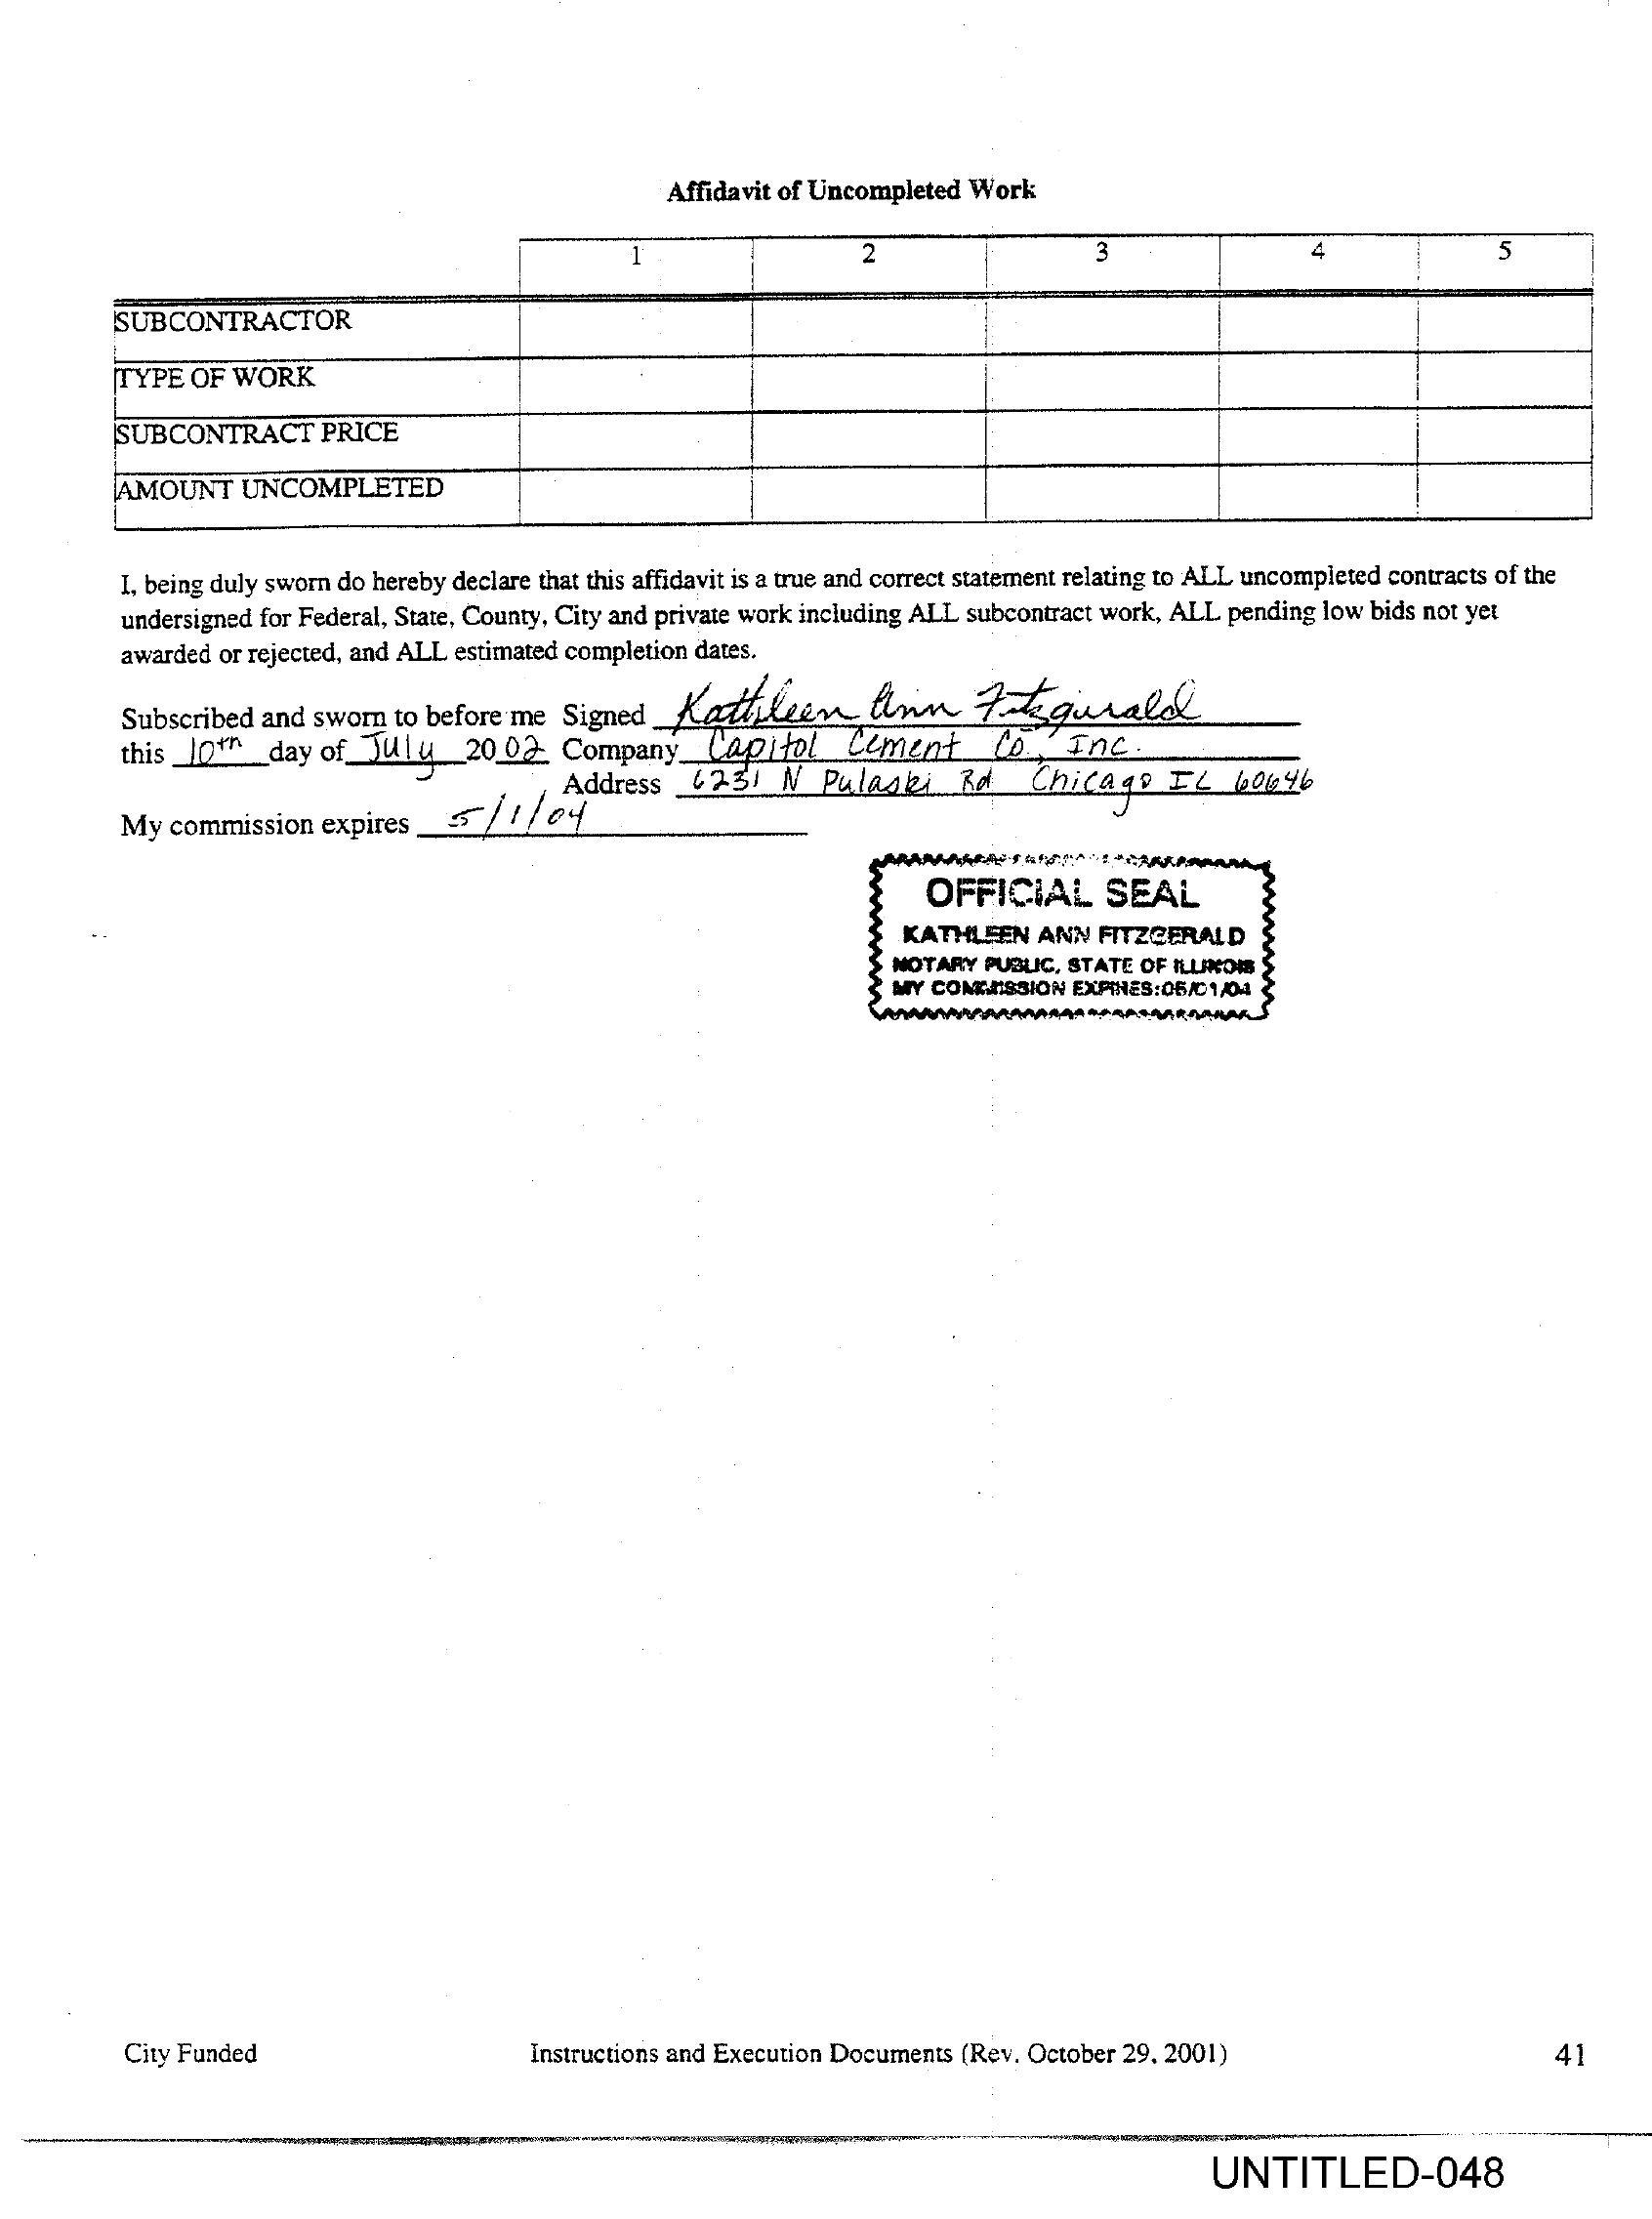 Affidavit of Uncompleted Work
1 2 3 4 5
SUBCONTRACTOR
TYPE OF WORK
SUBCONTRACT PRICE
AMOUNT UNCOMPLETED
I, being duly sworn do hereby declare that this affidavit is a true and correct statement relating to ALL uncompleted contracts of the
undersigned for Federal, State, County, City and private work including ALL subcontract work, ALL pending low bids not yet
awarded or rejected, and ALL estimated completion dates.
Subscribed and sworn to before me Signed Kathleen Ann Fitzgerald
this 10th day of July 2002 Company Capitol Cement Co., Inc.
Address 6231 N Pulaski Rd Chicago IL 60646
My commission expires 5/1/04
OFFICIAL SEAL
KATHLEEN ANN FITZGERALD
NOTARY PUBLIC, STATE OF ILLINOIS
MY COMMISSION EXPIRES:05/01/04
City Funded Instructions and Execution Documents (Rev. October 29, 2001) 41
UNTITLED-048